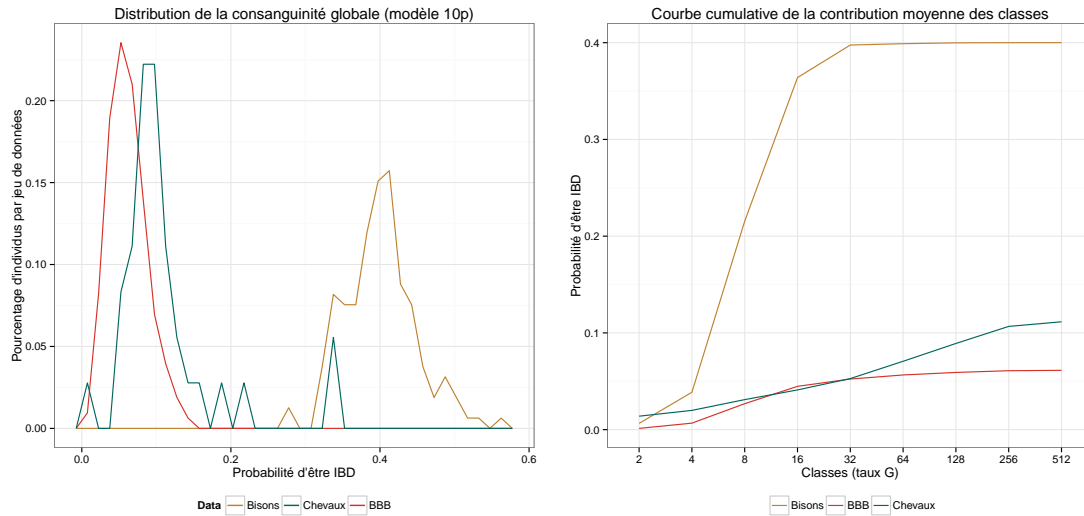 Distribution de la consanguinité globale (modèle 10p)
Pourcentage d'individus par jeu de données
0.20
0.15
0.10
0.05
0.00
0.0
0.2
0.4
0.6
Probabilité d'être IBD
Data
Bisons
Chevaux
BBB
Courbe cumulative de la contribution moyenne des classes
Probabilité d'être IBD
0.4
0.3
0.2
0.1
0.0
2
4
8
16
32
64
128
256
512
Classes (taux G)
Bisons
BBB
Chevaux